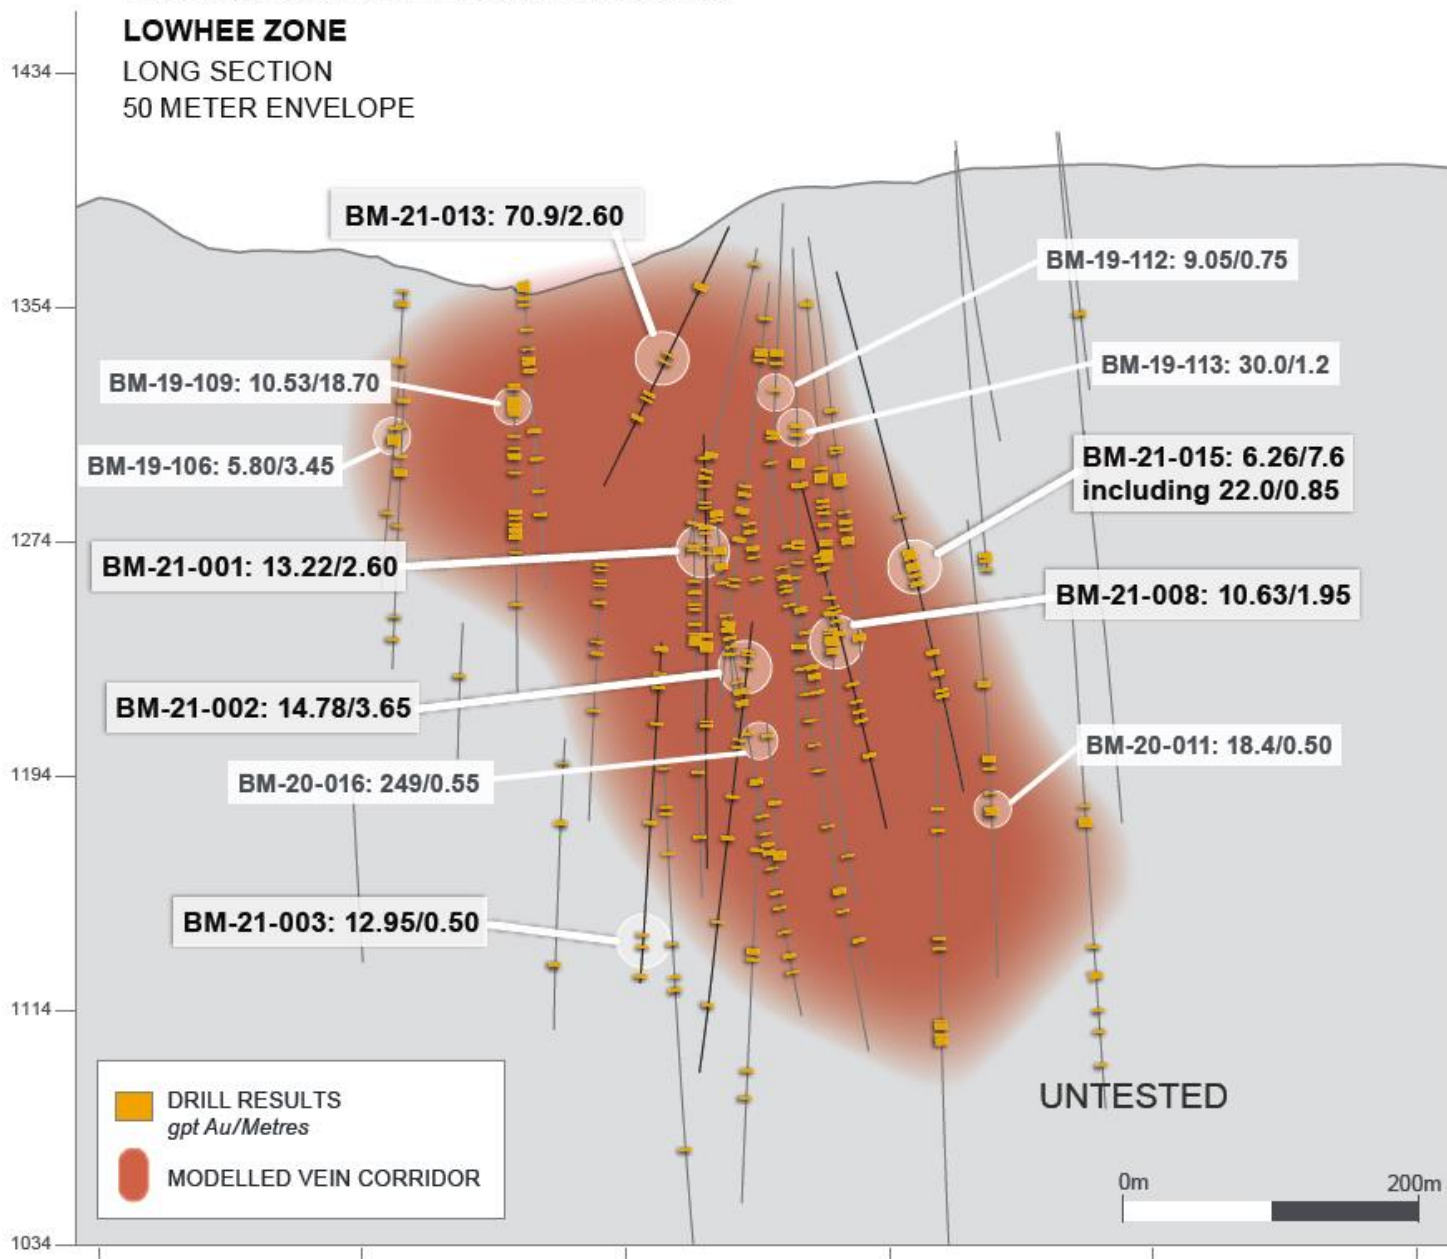 LOWHEE ZONE
LONG SECTION
50 METER ENVELOPE
1434
BM-21-013: 70.9/2.60
BM-19-112: 9.05/0.75
1354
BM-19-113: 30.0/1.2
BM-19-109: 10.53/18.70
BM-19-106: 5.80/3.45
BM-21-015: 6.26/7.6
including 22.0/0.85
1274
BM-21-001: 13.22/2.60
BM-21-008: 10.63/1.95
BM-21-002: 14.78/3.65
BM-20-011: 18.4/0.50
1194
BM-20-016: 249/0.55
BM-21-003: 12.95/0.50
1114
UNTESTED
DRILL RESULTS
gpt Au/Metres
MODELLED VEIN CORRIDOR
0m 200m
1034